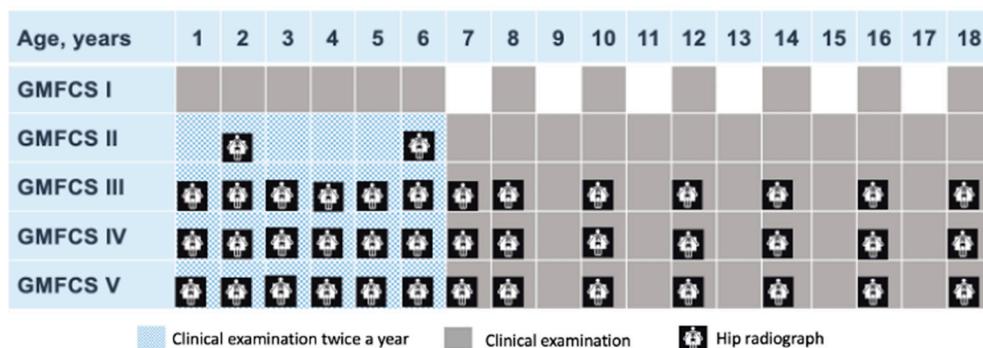 Age, years 1 2 3 4 5 6 7 8 9 10 11 12 13 14 15 16 17 18
GMFCS I
GMFCS II
GMFCS III
GMFCS IV
GMFCS V
Clinical examination twice a year Clinical examination Hip radiograph